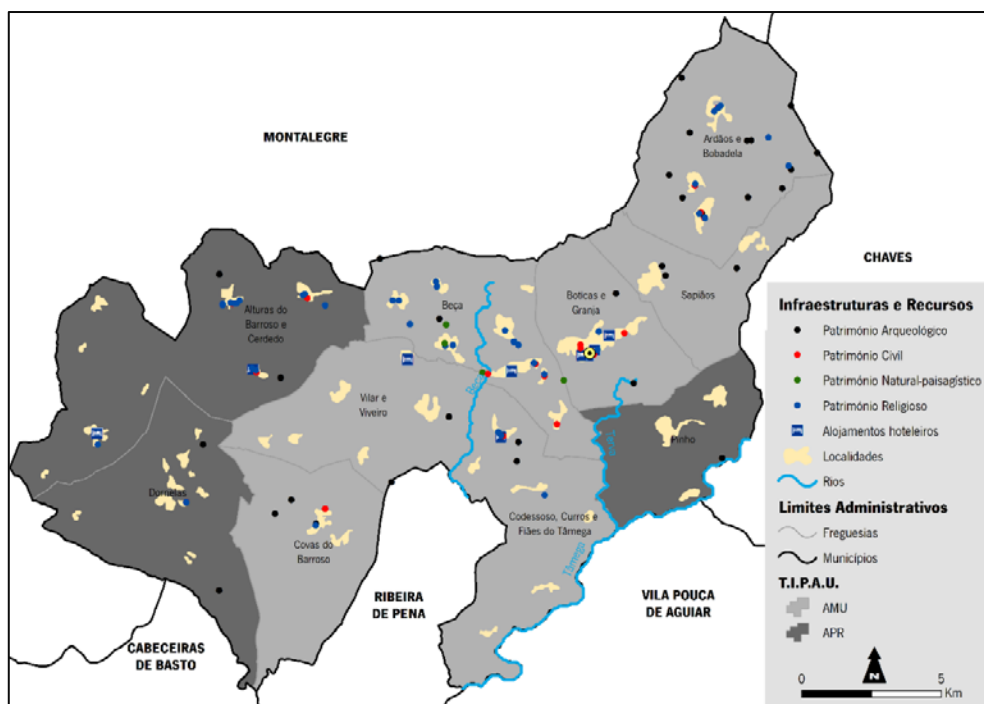 MONTALEGRE
Ardãos e
Bobadela
CHAVES
Sapiãos
Boticas e
Granja
Beça
Alturas do
Barroso e
Cerdedo
Vilar e
Viveiro
Beça
Terva
Pinho
Dornelas
Covas do
Barroso
Codessoso, Curros e
Fiães do Tâmega
Tâmega
RIBEIRA
DE PENA
VILA POUCA
DE AGUIAR
CABECEIRAS
DE BASTO
Infraestruturas e Recursos
Património Arqueológico
Património Civil
Património Natural-paisagístico
Património Religioso
Alojamentos hoteleiros
Localidades
Rios
Limites Administrativos
Freguesias
Municípios
T.I.P.A.U.
AMU
APR
N
0 5
Km